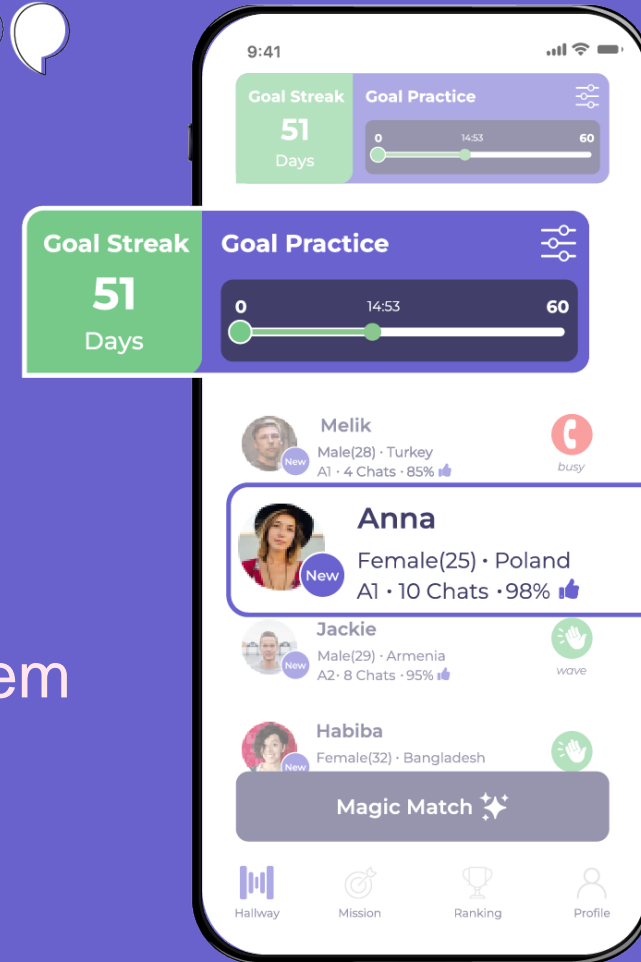 9:41
Goal Streak
51
Days
Goal Practice
0 14:53 60
Goal Streak
51
Days
Goal Practice
0 14:53 60
Melik
Male(28) · Turkey
A1 · 4 Chats · 85%
New
busy
Anna
Female(25) · Poland
A1 · 10 Chats · 98%
New
em
Jackie
Male(29) · Armenia
A2 · 8 Chats · 95%
New
wave
Habiba
Female(32) · Bangladesh
New
Magic Match
Hallway Mission Ranking Profile